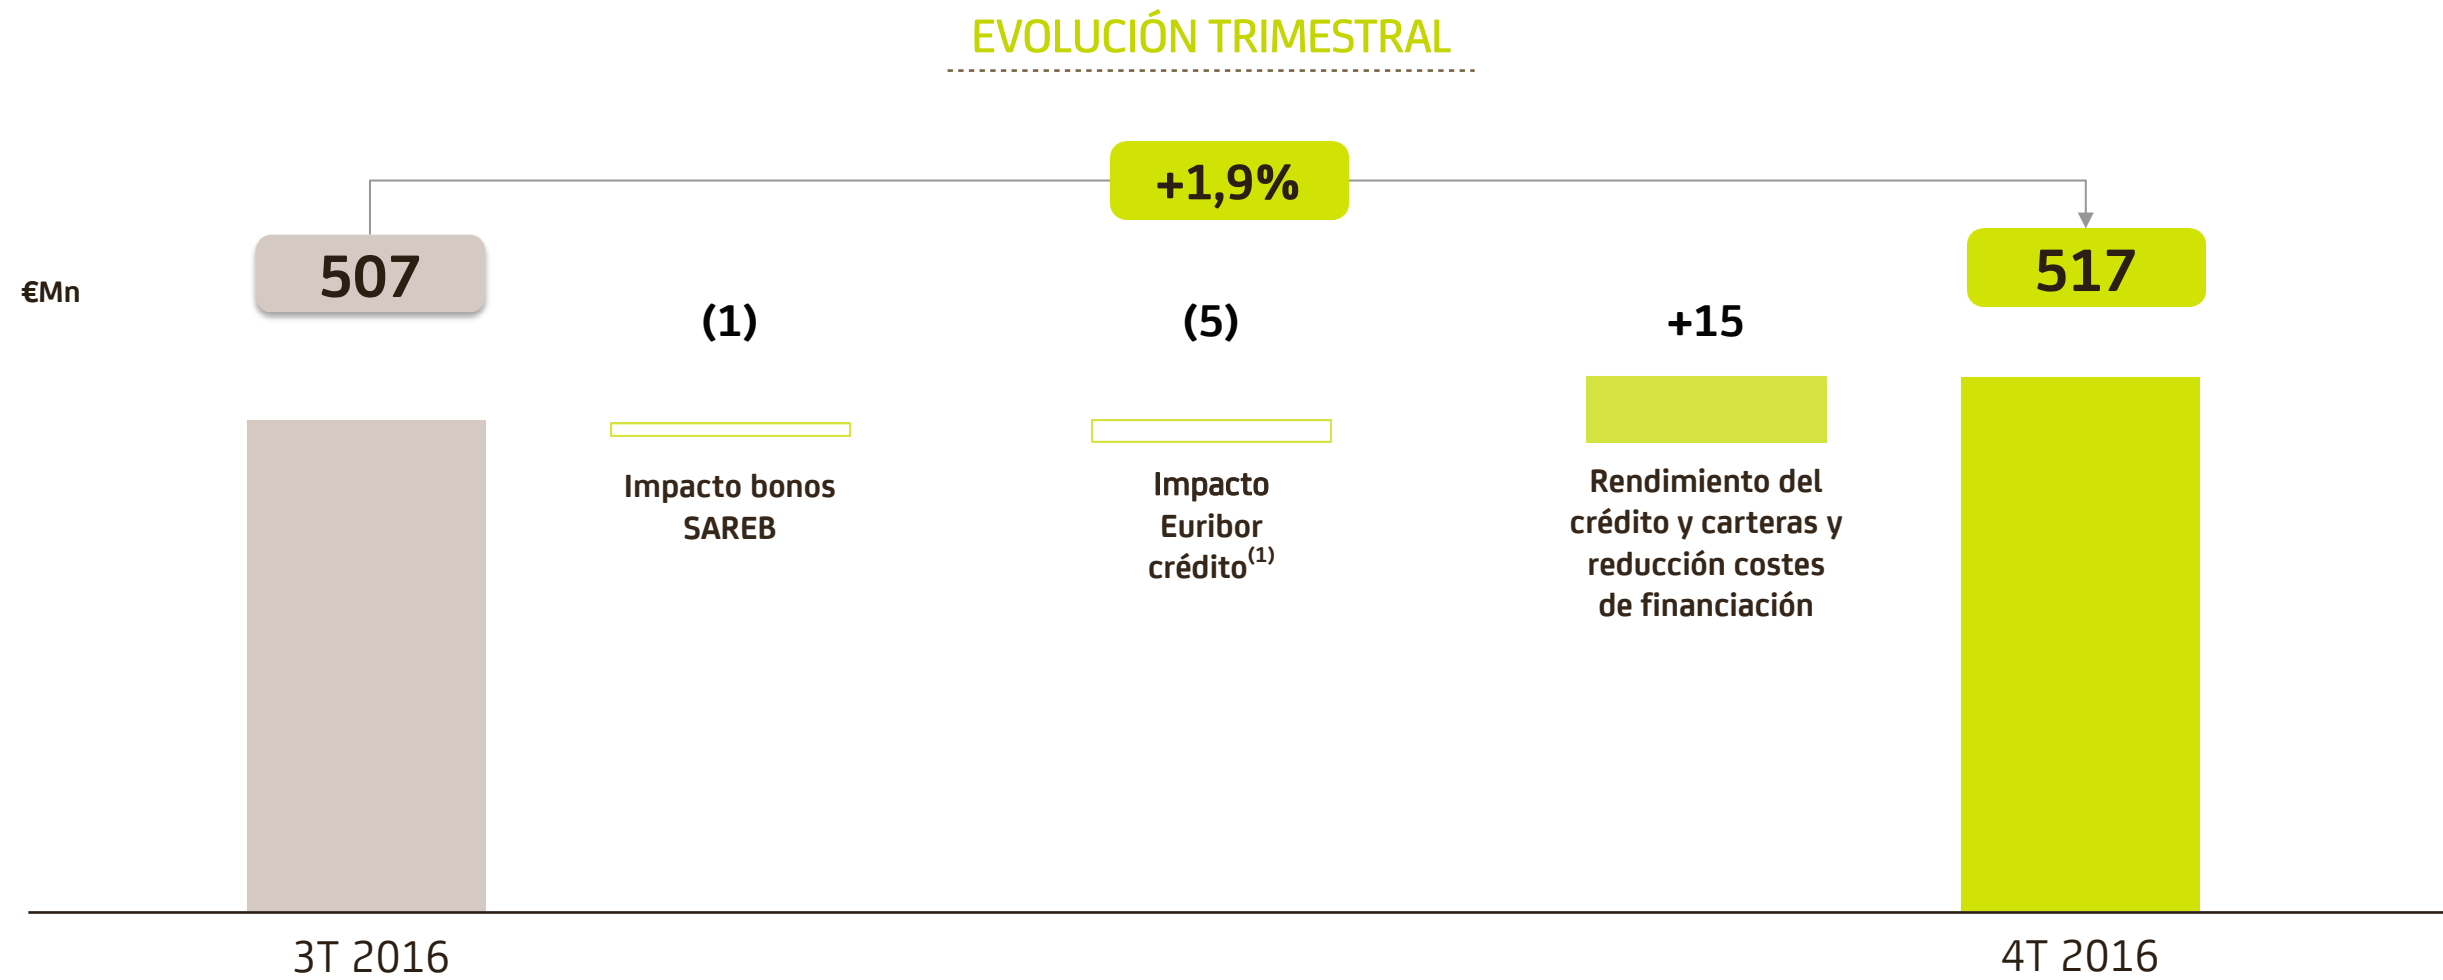 EVOLUCIÓN TRIMESTRAL
+1,9%
507
517
€Mn
(1)
(5)
+15
Impacto bonos
SAREB
Impacto
Euribor
crédito(1)
Rendimiento del
crédito y carteras y
reducción costes
de financiación
3T 2016
4T 2016